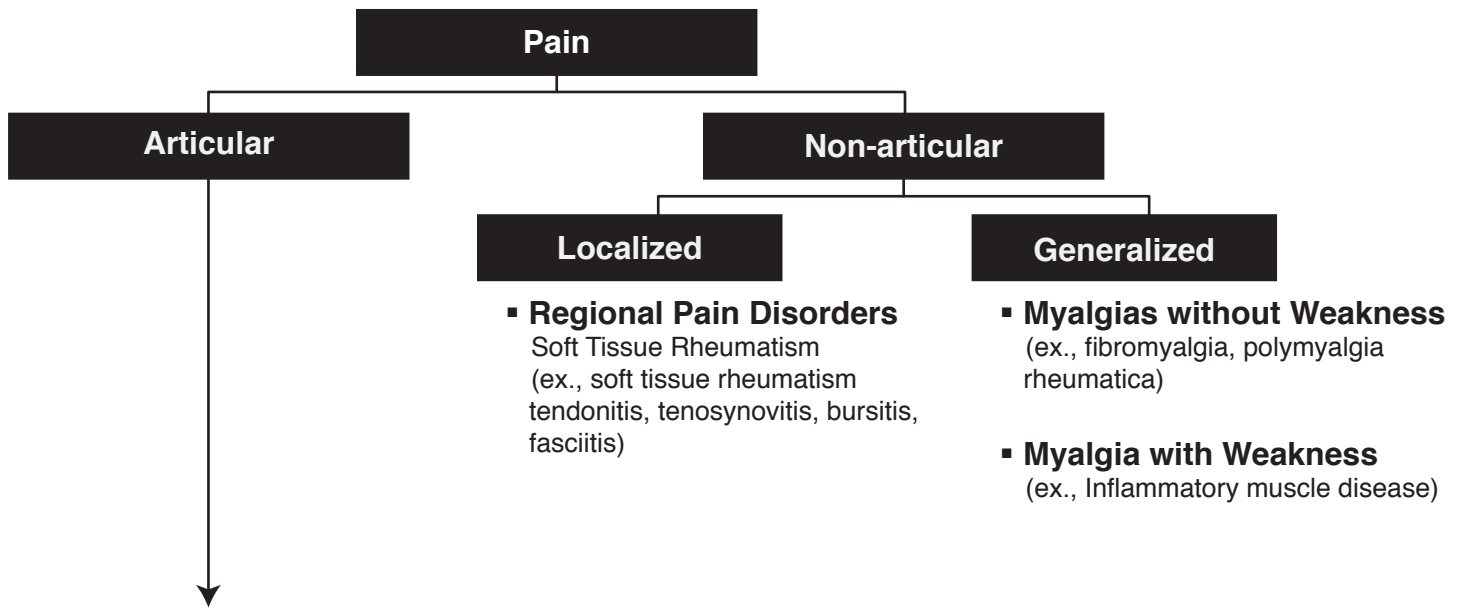 Pain
Articular
Non-articular
Localized
Generalized
▪ Regional Pain Disorders
Soft Tissue Rheumatism
(ex., soft tissue rheumatism
tendonitis, tenosynovitis, bursitis,
fasciitis)
▪ Myalgias without Weakness
(ex., fibromyalgia, polymyalgia
rheumatica)
▪ Myalgia with Weakness
(ex., Inflammatory muscle disease)